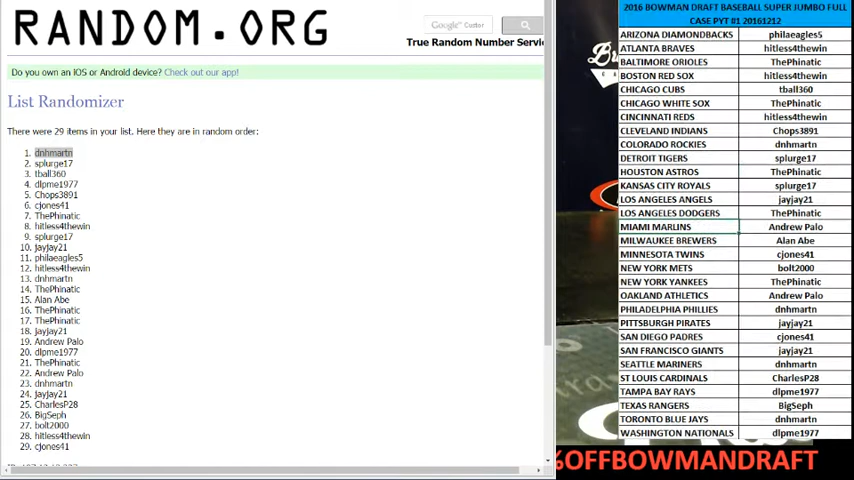 RANDOM.ORG
Google™ Custor
True Random Number Servi
Do you own an iOS or Android device? Check out our app!
List Randomizer
There were 29 items in your list. Here they are in random order:
1. dnhmartn
2. splurge17
3. tball360
4. dlpme1977
5. Chops3891
6. cjones41
7. ThePhinatic
8. hitless4thewin
9. splurge17
10. jayjay21
11. philaeagles5
12. hitless4thewin
13. dnhmartn
14. ThePhinatic
15. Alan Abe
16. ThePhinatic
17. ThePhinatic
18. jayjay21
19. Andrew Palo
20. dlpme1977
21. ThePhinatic
22. Andrew Palo
23. dnhmartn
24. jayjay21
25. CharlesP28
26. BigSeph
27. bolt2000
28. hitless4thewin
29. cjones41
2016 BOWMAN DRAFT BASEBALL SUPER JUMBO FULL
CASE PYT #1 20161212
ARIZONA DIAMONDBACKS philaeagles5
ATLANTA BRAVES hitless4thewin
BALTIMORE ORIOLES ThePhinatic
BOSTON RED SOX hitless4thewin
CHICAGO CUBS tball360
CHICAGO WHITE SOX ThePhinatic
CINCINNATI REDS hitless4thewin
CLEVELAND INDIANS Chops3891
COLORADO ROCKIES dnhmartn
DETROIT TIGERS splurge17
HOUSTON ASTROS ThePhinatic
KANSAS CITY ROYALS splurge17
LOS ANGELES ANGELS jayjay21
LOS ANGELES DODGERS ThePhinatic
MIAMI MARLINS Andrew Palo
MILWAUKEE BREWERS Alan Abe
MINNESOTA TWINS cjones41
NEW YORK METS bolt2000
NEW YORK YANKEES ThePhinatic
OAKLAND ATHLETICS Andrew Palo
PHILADELPHIA PHILLIES dnhmartn
PITTSBURGH PIRATES jayjay21
SAN DIEGO PADRES cjones41
SAN FRANCISCO GIANTS jayjay21
SEATTLE MARINERS dnhmartn
ST LOUIS CARDINALS CharlesP28
TAMPA BAY RAYS dlpme1977
TEXAS RANGERS BigSeph
TORONTO BLUE JAYS dnhmartn
WASHINGTON NATIONALS dlpme1977
%OFFBOWMANDRAFT